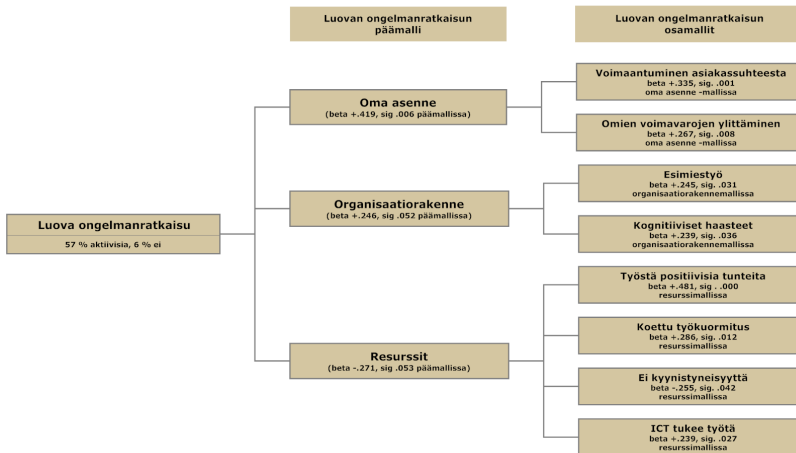 Luovan ongelmanratkaisun
päämalli
Luovan ongelmanratkaisun
osamallit
Luova ongelmanratkaisu
57 % aktiivisia, 6 % ei
Oma asenne
(beta +.419, sig .006 päämallissa)
Voimaantuminen asiakassuhteesta
beta +.335, sig. .001
oma asenne -mallissa
Omien voimavarojen ylittäminen
beta +.267, sig. .008
oma asenne -mallissa
Organisaatiorakenne
(beta +.246, sig .052 päämallissa)
Esimiestyö
beta +.245, sig. .031
organisaatiorakennemallissa
Kognitiiviset haasteet
beta +.239, sig. .036
organisaatiorakennemallissa
Resurssit
(beta -.271, sig .053 päämallissa)
Työstä positiivisia tunteita
beta +.481, sig . .000
resurssimallissa
Koettu työkuormitus
beta +.286, sig. .012
resurssimallissa
Ei kyynistyneisyyttä
beta -.255, sig. .042
resurssimallissa
ICT tukee työtä
beta +.239, sig. .027
resurssimallissa